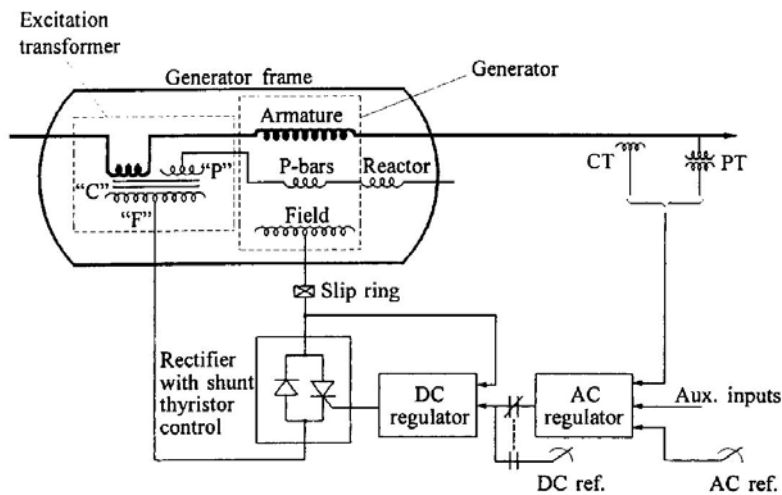 Excitation
transformer
Generator frame
Generator
Armature
"P"
"C"
"F"
P-bars
Reactor
Field
CT
PT
Slip ring
Rectifier
with shunt
thyristor
control
DC
regulator
AC
regulator
Aux. inputs
DC ref.
AC ref.